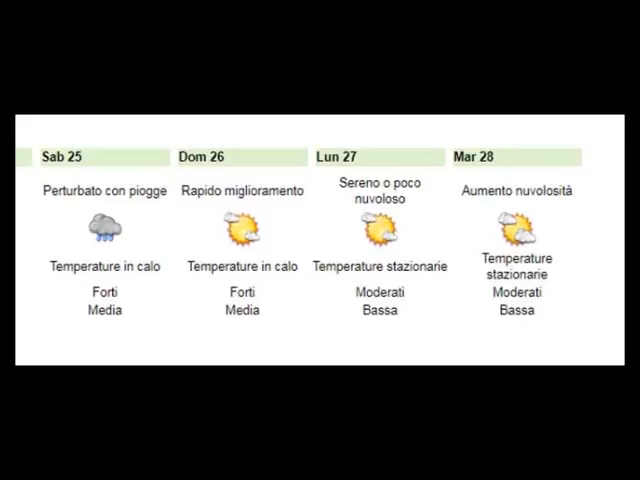 Sab 25
Dom 26
Lun 27
Mar 28
Perturbato con piogge
Rapido miglioramento
Sereno o poco
nuvoloso
Aumento nuvolosità
Temperature in calo
Temperature in calo
Temperature stazionarie
Temperature
stazionarie
Forti
Forti
Moderati
Moderati
Media
Media
Bassa
Bassa